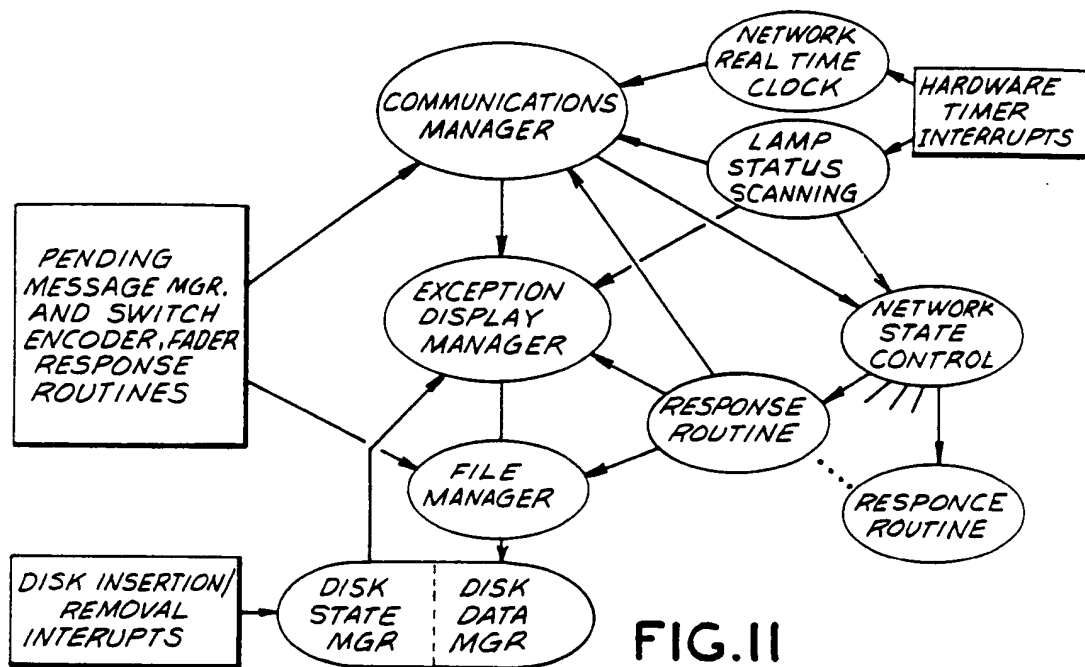 NETWORK
REAL TIME
CLOCK
HARDWARE
TIMER
INTERRUPTS
COMMUNICATIONS
MANAGER
LAMP
STATUS
SCANNING
PENDING
MESSAGE MGR.
AND SWITCH
ENCODER, FADER
RESPONSE
ROUTINES
EXCEPTION
DISPLAY
MANAGER
NETWORK
STATE
CONTROL
RESPONSE
ROUTINE
FILE
MANAGER
RESPONCE
ROUTINE
DISK INSERTION/
REMOVAL
INTERUPTS
DISK
STATE
MGR
DISK
DATA
MGR
FIG.11